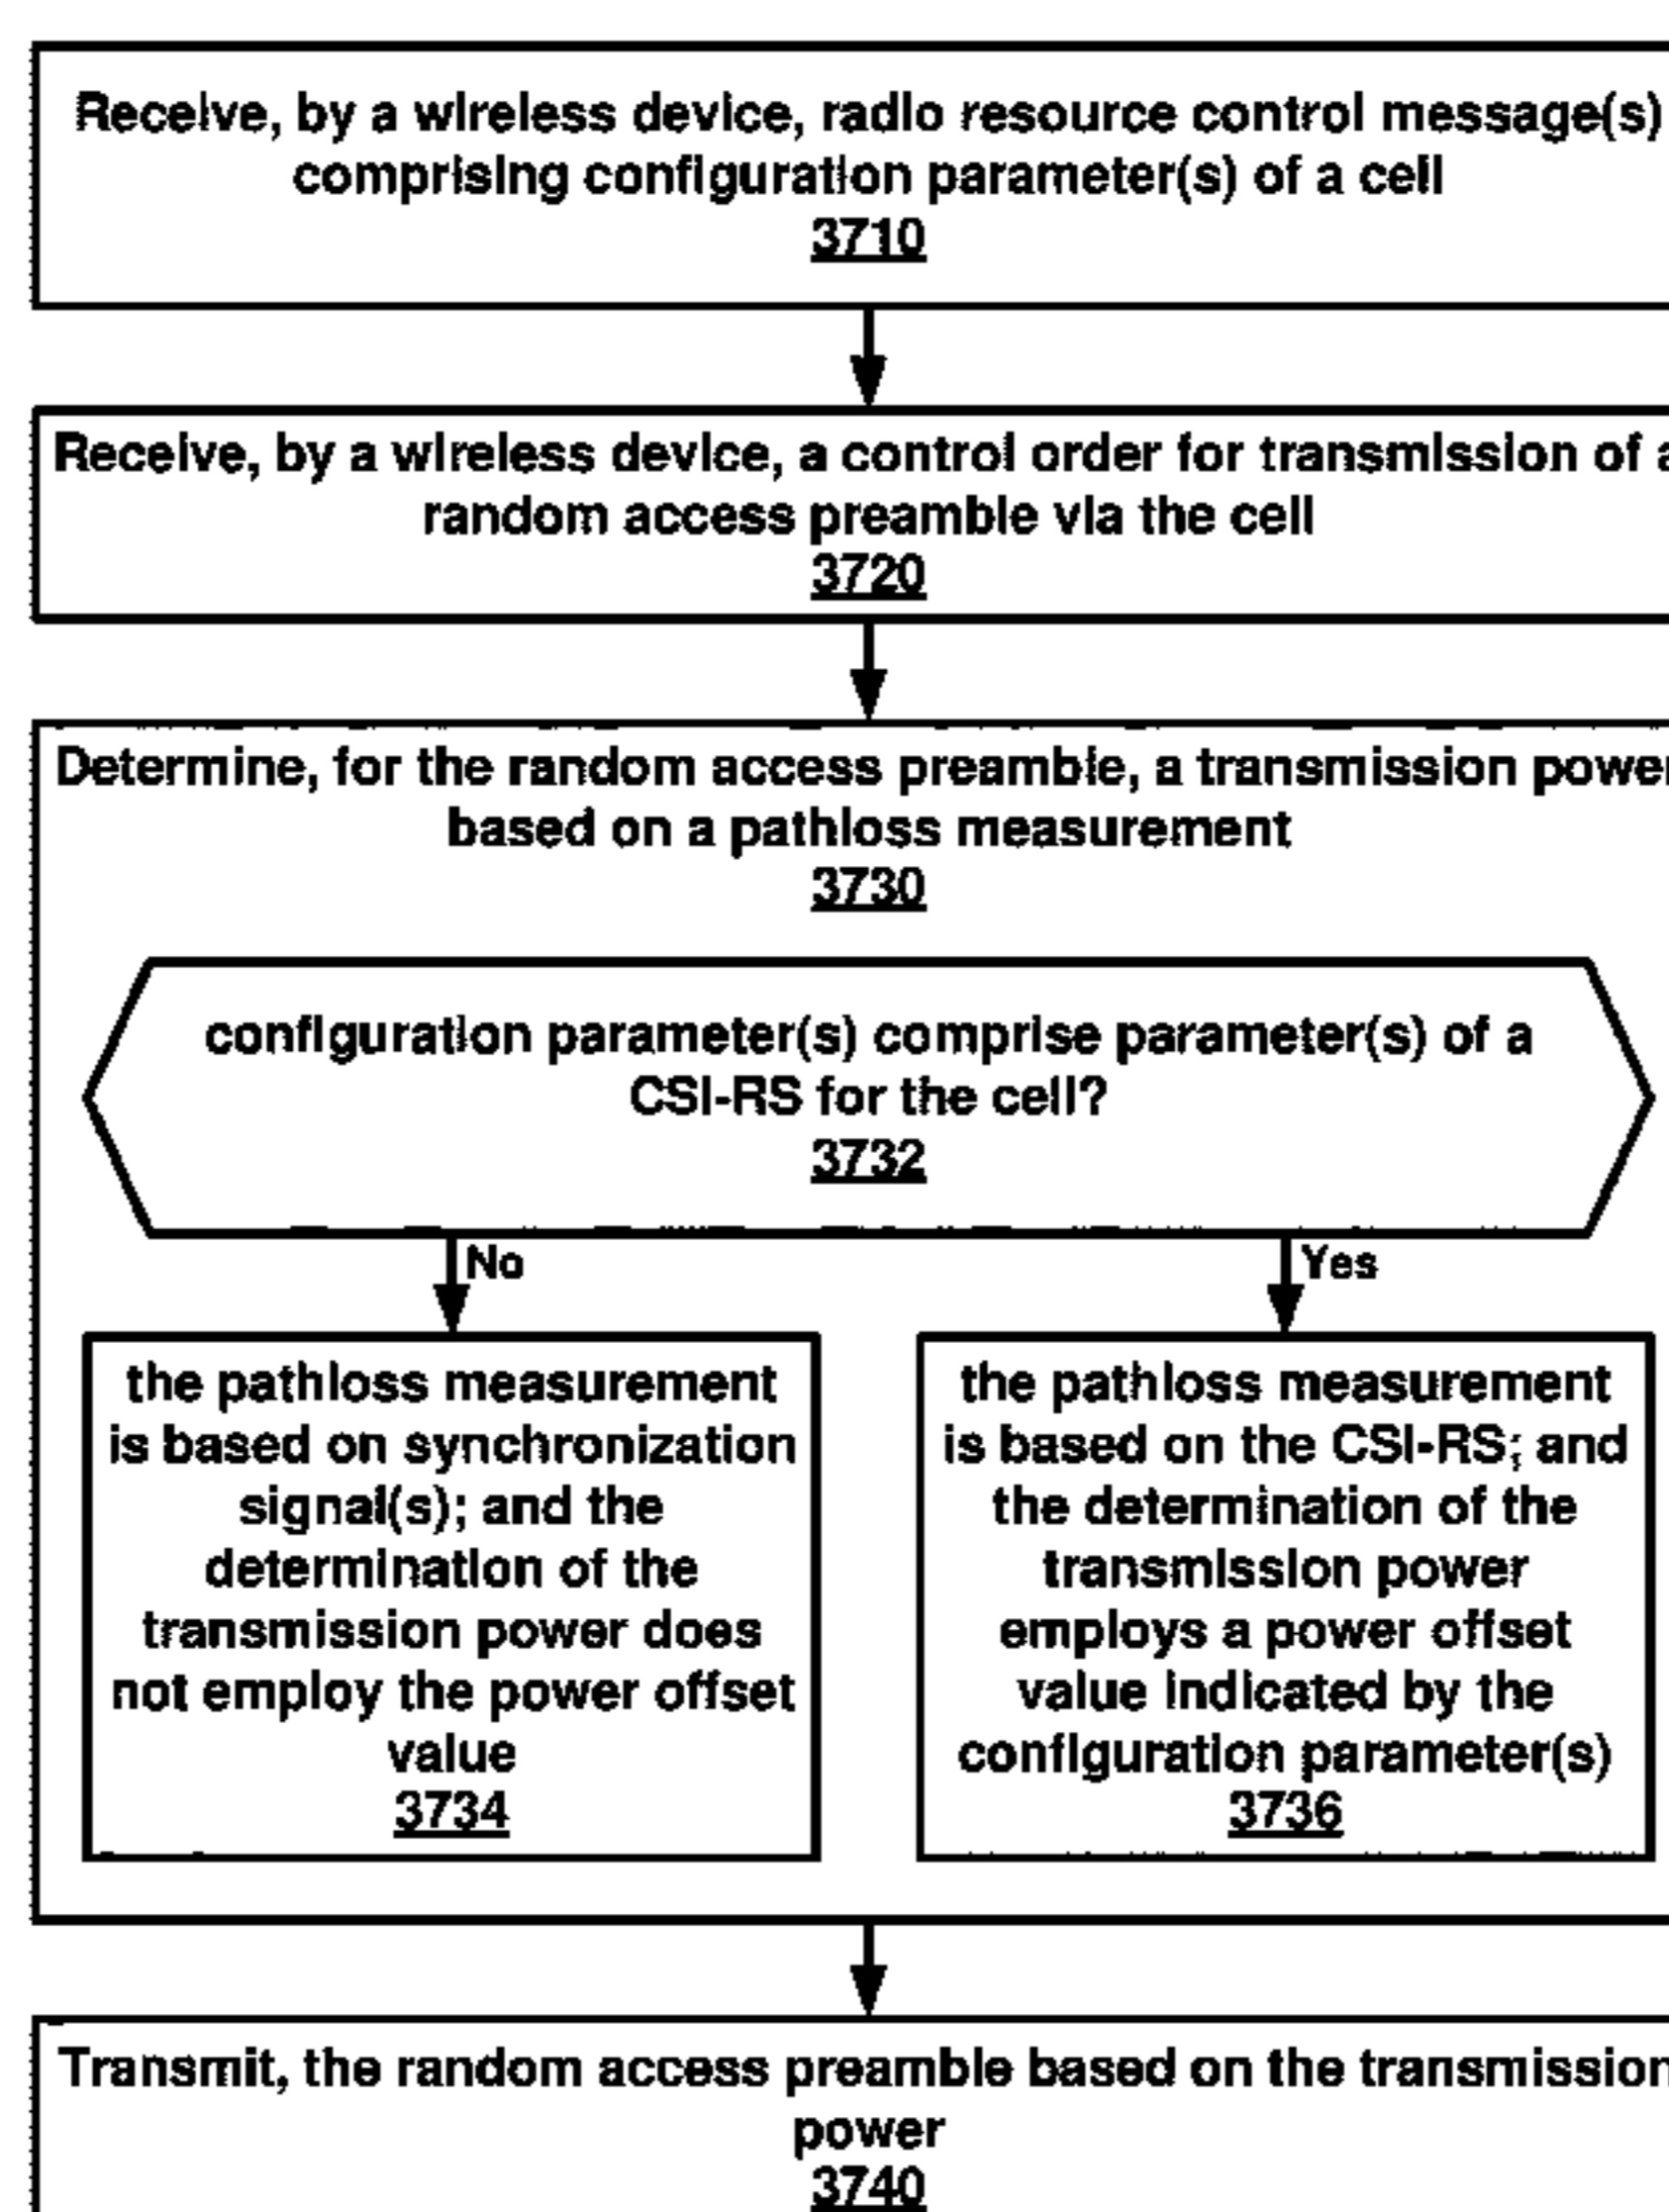 Receive, by a wireless device, radio resource control message(s)
comprising configuration parameter(s) of a cell
3710
Receive, by a wireless device, a control order for transmission of a
random access preamble via the cell
3720
Determine, for the random access preamble, a transmission power
based on a pathloss measurement
3730
configuration parameter(s) comprise parameter(s) of a
CSI-RS for the cell?
3732
No
Yes
the pathloss measurement
is based on synchronization
signal(s); and the
determination of the
transmission power does
not employ the power offset
value
3734
the pathloss measurement
is based on the CSI-RS; and
the determination of the
transmission power
employs a power offset
value indicated by the
configuration parameter(s)
3736
Transmit, the random access preamble based on the transmission
power
3740